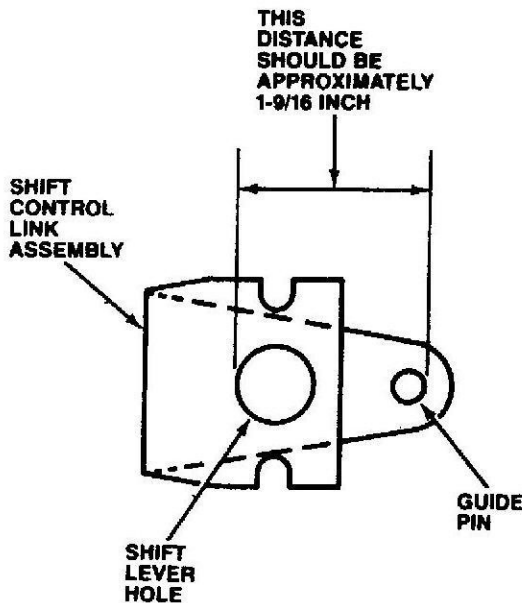 THIS
DISTANCE
SHOULD BE
APPROXIMATELY
1-9/16 INCH
SHIFT
CONTROL
LINK
ASSEMBLY
GUIDE
PIN
SHIFT
LEVER
HOLE